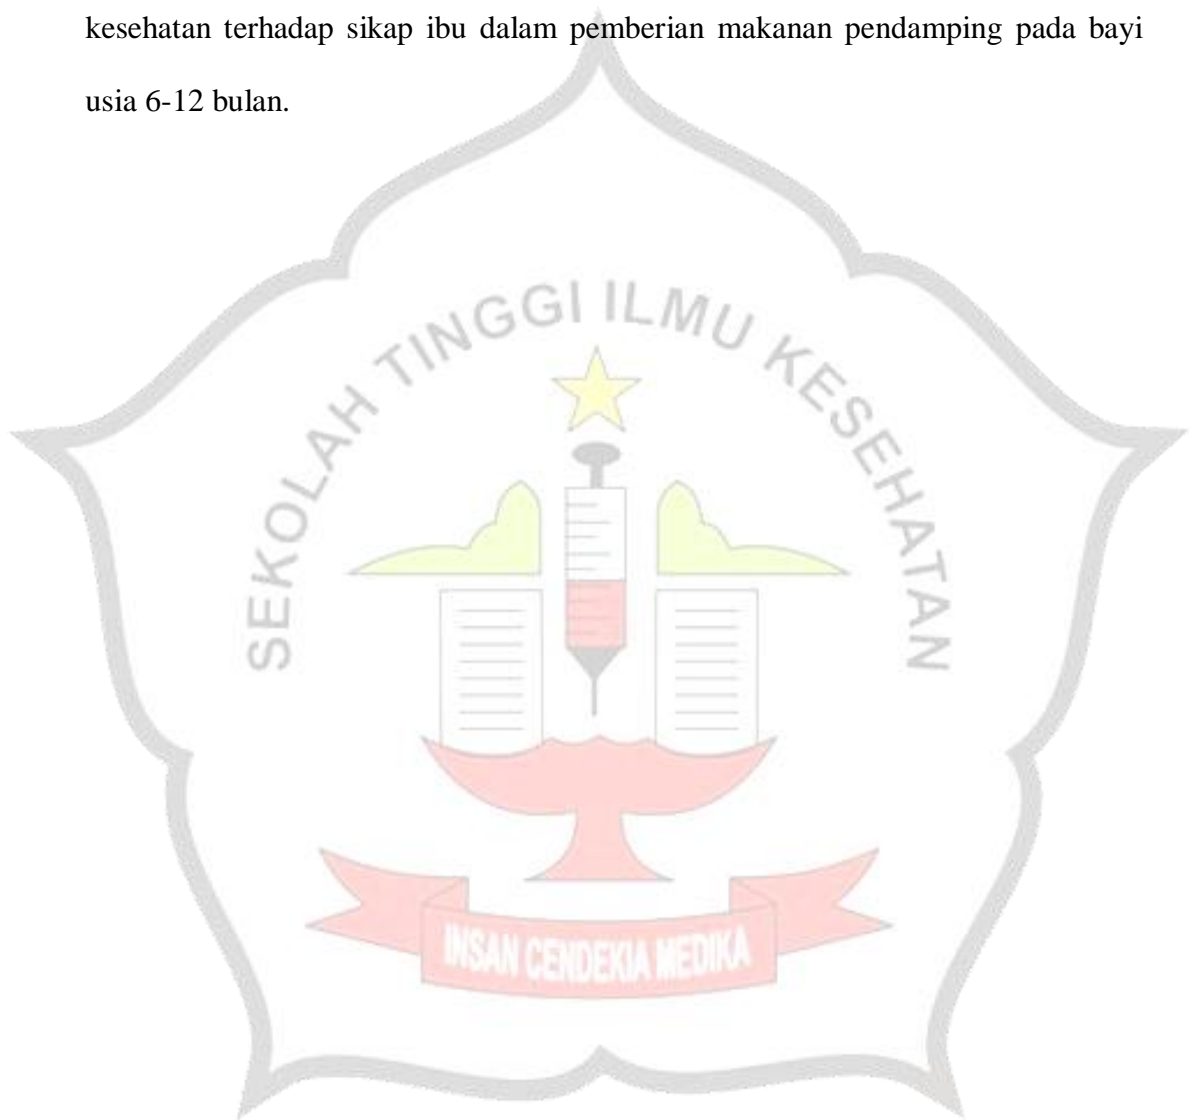 kesehatan terhadap sikap ibu dalam pemberian makanan pendamping pada bayi
usia 6-12 bulan.
SEKOLAH TINGGI ILMU KESEHATAN
INSAN CENDEKIA MEDIKA